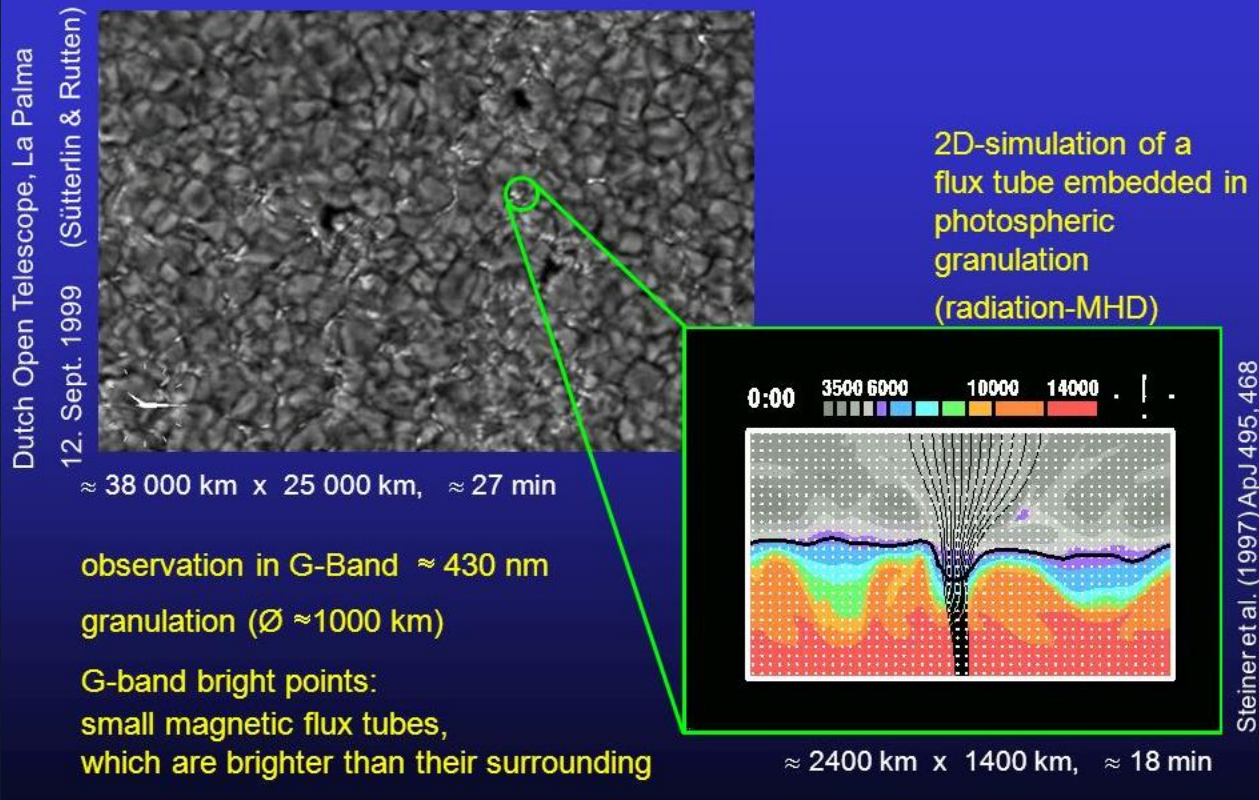 Dutch Open Telescope, La Palma
12. Sept. 1999 (Sütterlin & Rutten)
≈ 38 000 km x 25 000 km, ≈ 27 min
observation in G-Band ≈ 430 nm
granulation (Ø ≈1000 km)
G-band bright points:
small magnetic flux tubes,
which are brighter than their surrounding
2D-simulation of a
flux tube embedded in
photospheric
granulation
(radiation-MHD)
0:00 3500 6000 10000 14000
≈ 2400 km x 1400 km, ≈ 18 min
Steiner et al. (1997) ApJ 495, 468